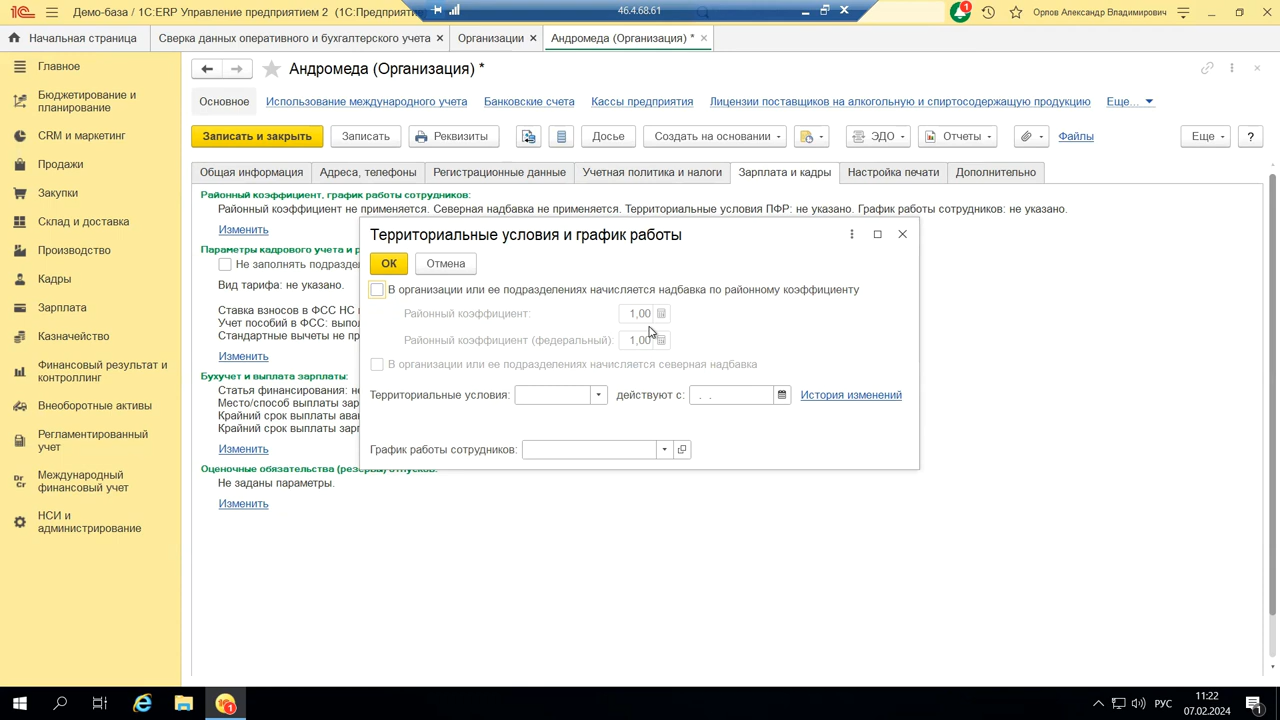 Демо-база / 1С:ERP Управление предприятием 2 (1С:Предприяти
46.4.68.61
Орлов Александр Владимирович
Начальная страница
Сверка данных оперативного и бухгалтерского учета ×
Организации ×
Андромеда (Организация) * ×
Главное
Бюджетирование и
планирование
CRM и маркетинг
Продажи
Закупки
Склад и доставка
Производство
Кадры
Зарплата
Казначейство
Финансовый результат и
контроллинг
Внеоборотные активы
Регламентированный
учет
Международный
финансовый учет
НСИ и
администрирование
Андромеда (Организация) *
Основное
Использование международного учета
Банковские счета
Кассы предприятия
Лицензии поставщиков на алкогольную и спиртосодержащую продукцию
Еще...
Записать и закрыть
Записать
Реквизиты
Досье
Создать на основании
ЭДО
Отчеты
Файлы
Еще
?
Общая информация
Адреса, телефоны
Регистрационные данные
Учетная политика и налоги
Зарплата и кадры
Настройка печати
Дополнительно
Районный коэффициент, график работы сотрудников:
Районный коэффициент не применяется. Северная надбавка не применяется. Территориальные условия ПФР: не указано. График работы сотрудников: не указано.
Изменить
Параметры кадрового учета и р
Не заполнять подразде
Вид тарифа: не указано.
Ставка взносов в ФСС НС и
Учет пособий в ФСС: выпол
Стандартные вычеты не пр
Изменить
Бухучет и выплата зарплаты:
Статья финансирования: не
Место/способ выплаты зар
Крайний срок выплаты аван
Крайний срок выплаты зарп
Изменить
Оценочные обязательства (резервы) отпусков:
Не заданы параметры.
Изменить
Территориальные условия и график работы
ОК
Отмена
В организации или ее подразделениях начисляется надбавка по районному коэффициенту
Районный коэффициент: 1,00
Районный коэффициент (федеральный): 1,00
В организации или ее подразделениях начисляется северная надбавка
Территориальные условия:
действуют с: . .
История изменений
График работы сотрудников:
РУС
11:22
07.02.2024